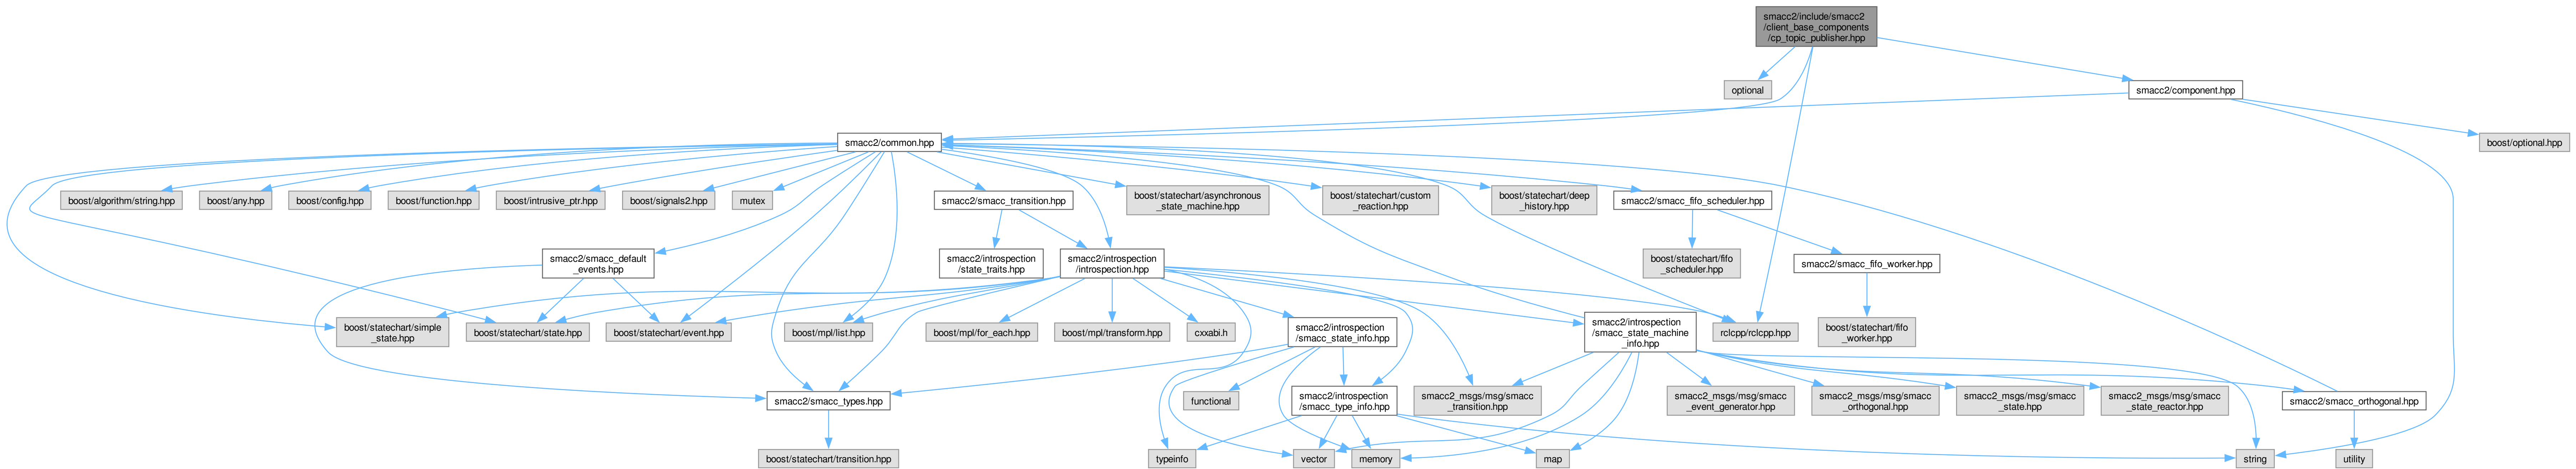 smacc2/include/smacc2
/client_base_components
/cp_topic_publisher.hpp
optional
smacc2/component.hpp
smacc2/common.hpp
boost/optional.hpp
boost/algorithm/string.hpp
boost/any.hpp
boost/config.hpp
boost/function.hpp
boost/intrusive_ptr.hpp
boost/signals2.hpp
mutex
smacc2/smacc_transition.hpp
boost/statechart/asynchronous
_state_machine.hpp
boost/statechart/custom
_reaction.hpp
boost/statechart/deep
_history.hpp
smacc2/smacc_fifo_scheduler.hpp
smacc2/smacc_default
_events.hpp
smacc2/introspection
/state_traits.hpp
smacc2/introspection
/introspection.hpp
boost/statechart/fifo
_scheduler.hpp
smacc2/smacc_fifo_worker.hpp
boost/statechart/simple
_state.hpp
boost/statechart/state.hpp
boost/statechart/event.hpp
boost/mpl/list.hpp
boost/mpl/for_each.hpp
boost/mpl/transform.hpp
cxxabi.h
smacc2/introspection
/smacc_state_info.hpp
smacc2/introspection
/smacc_state_machine
_info.hpp
rclcpp/rclcpp.hpp
boost/statechart/fifo
_worker.hpp
smacc2/smacc_types.hpp
functional
smacc2/introspection
/smacc_type_info.hpp
smacc2_msgs/msg/smacc
_transition.hpp
smacc2_msgs/msg/smacc
_event_generator.hpp
smacc2_msgs/msg/smacc
_orthogonal.hpp
smacc2_msgs/msg/smacc
_state.hpp
smacc2_msgs/msg/smacc
_state_reactor.hpp
smacc2/smacc_orthogonal.hpp
boost/statechart/transition.hpp
typeinfo
vector
memory
map
string
utility